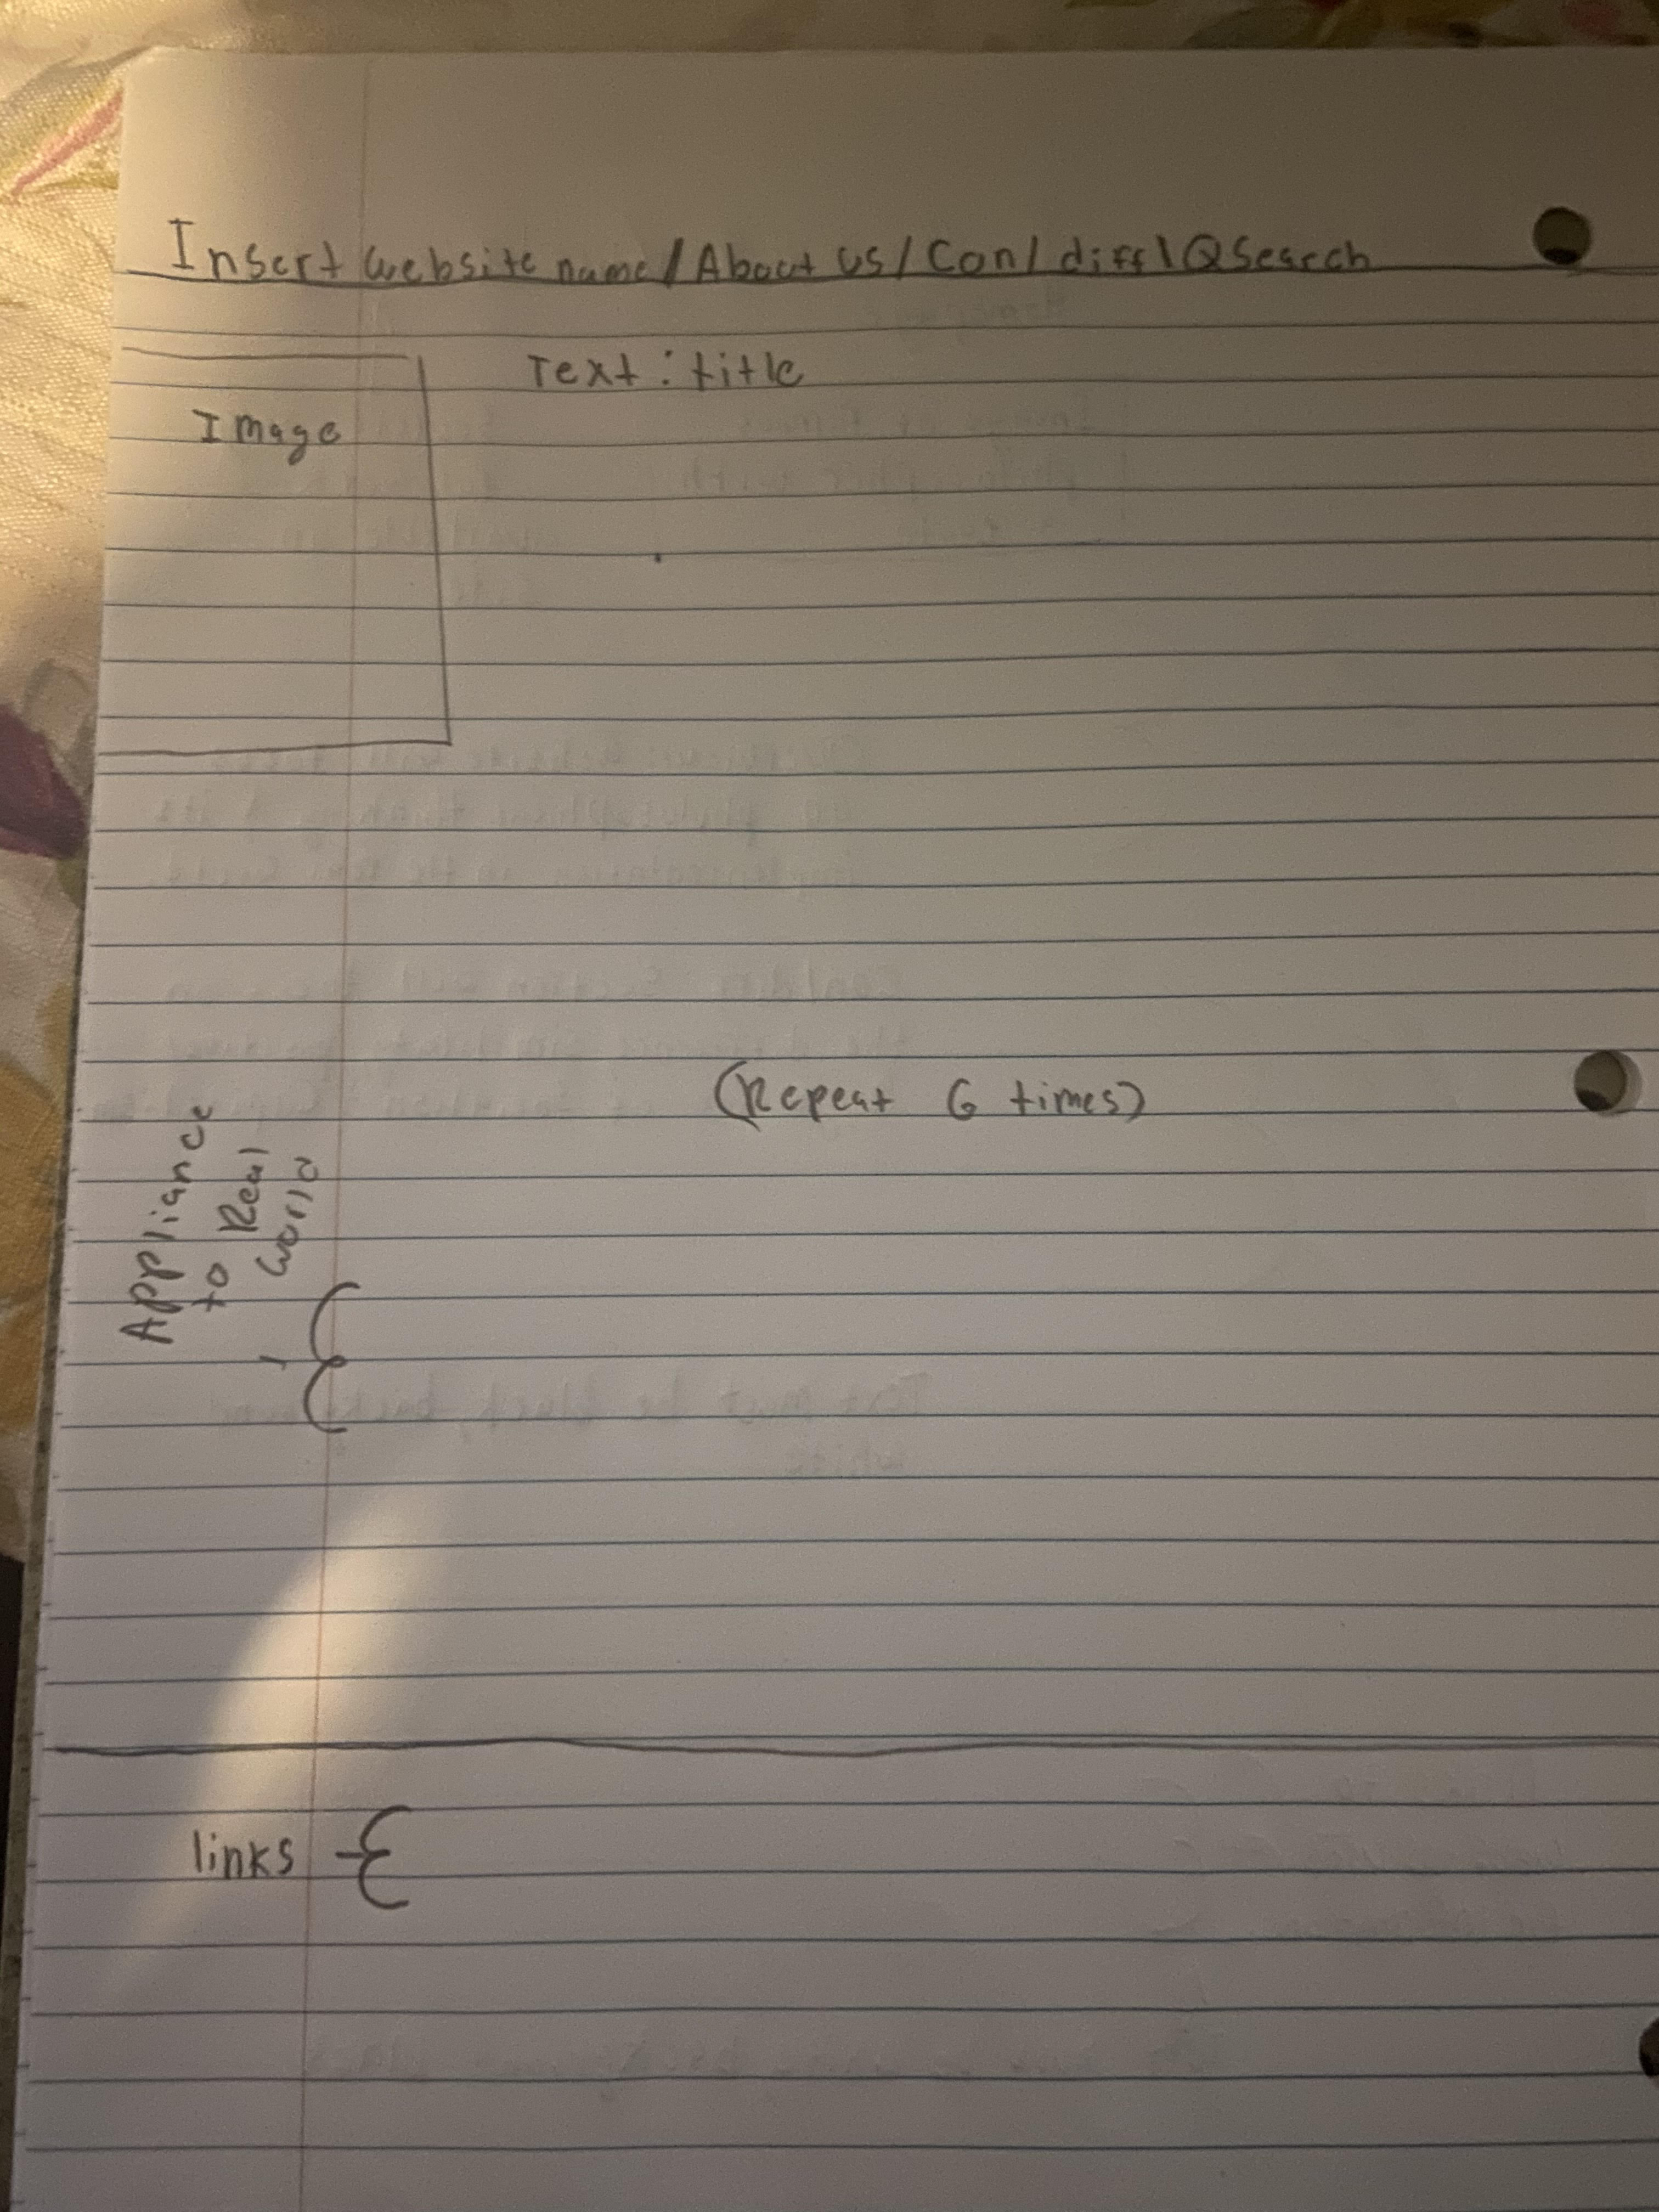 Insert website name / About us / Con / diff \ Q Search
Text : title
Image
(Repeat 6 times)
Appliance
to Real
World
links